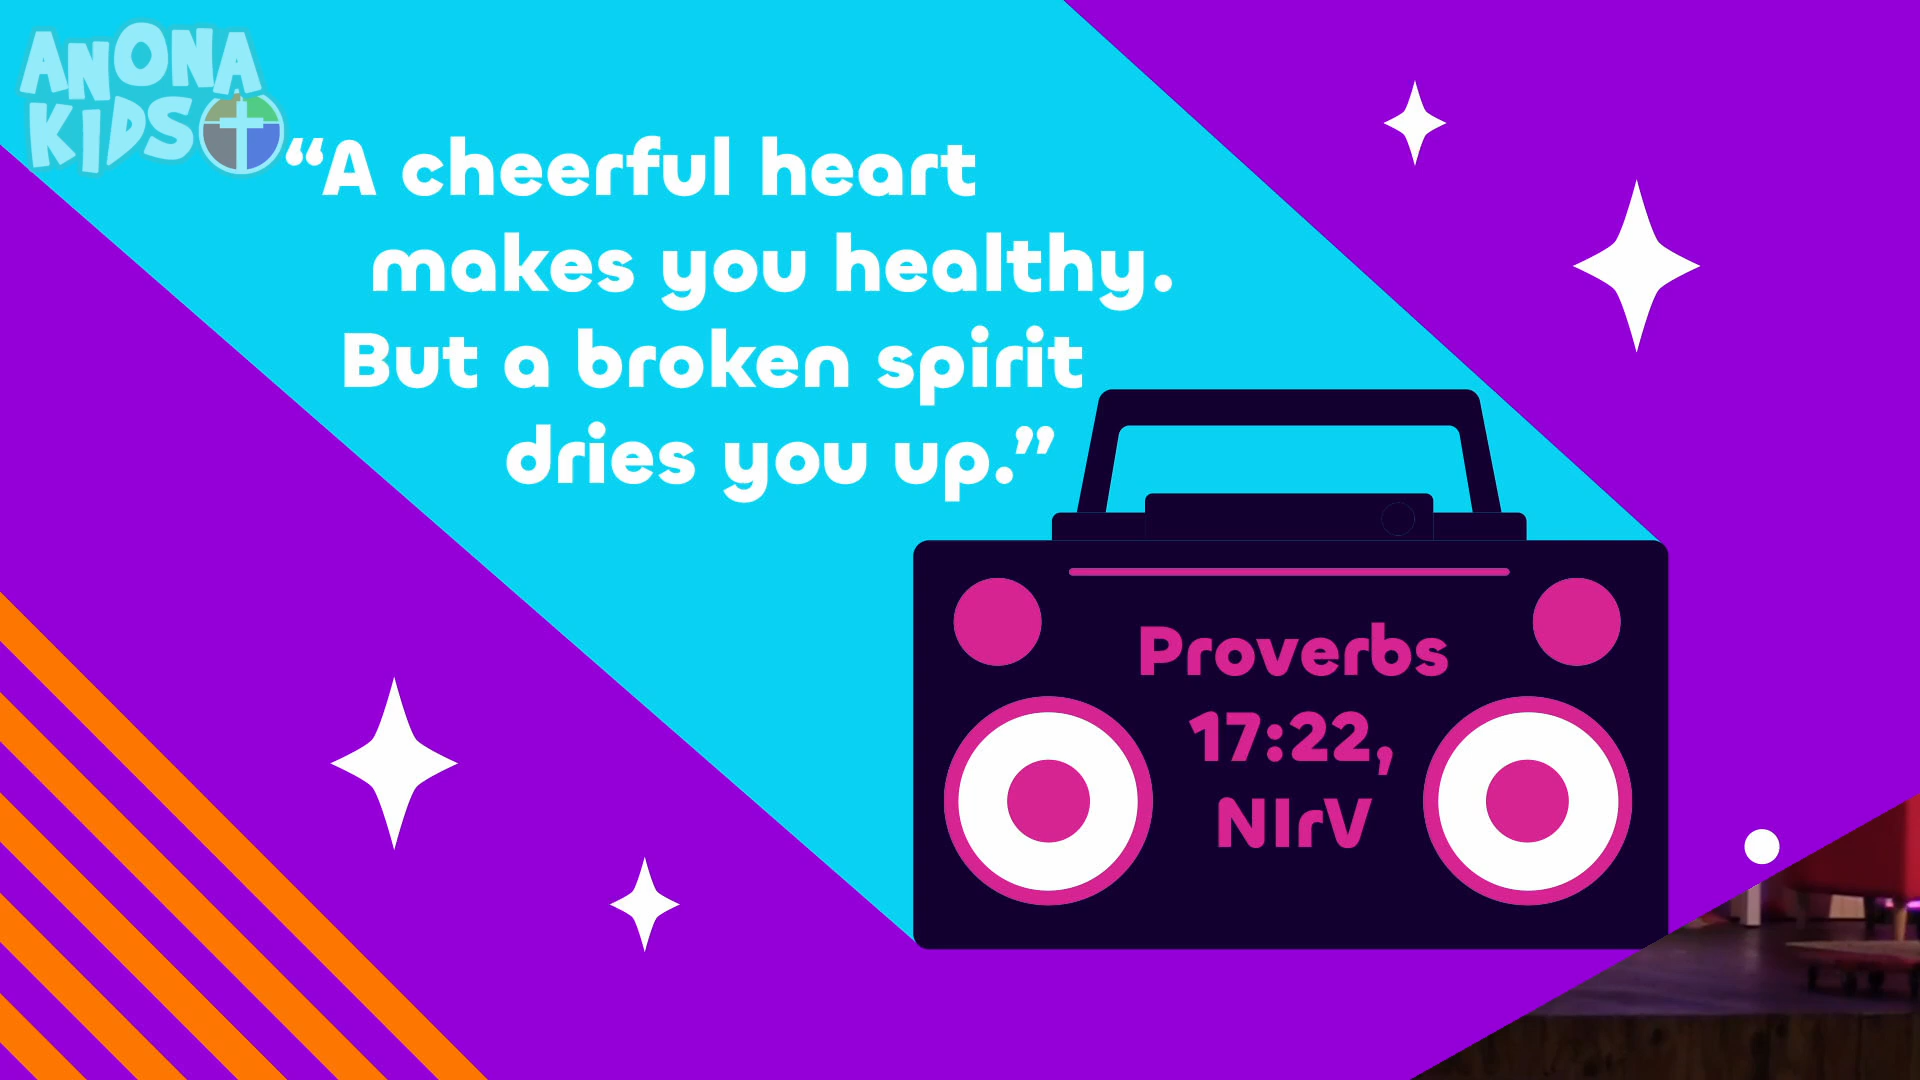 ANONA
KIDS
“A cheerful heart
makes you healthy.
But a broken spirit
dries you up.”
Proverbs
17:22,
NIrV